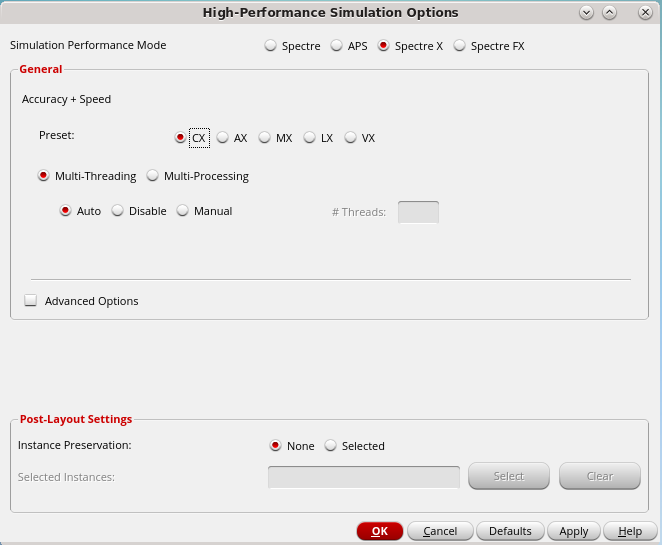 High-Performance Simulation Options
Simulation Performance Mode Spectre APS Spectre X Spectre FX
General
Accuracy + Speed
Preset: CX AX MX LX VX
Multi-Threading Multi-Processing
Auto Disable Manual # Threads:
Advanced Options
Post-Layout Settings
Instance Preservation: None Selected
Selected Instances: Select Clear
OK Cancel Defaults Apply Help